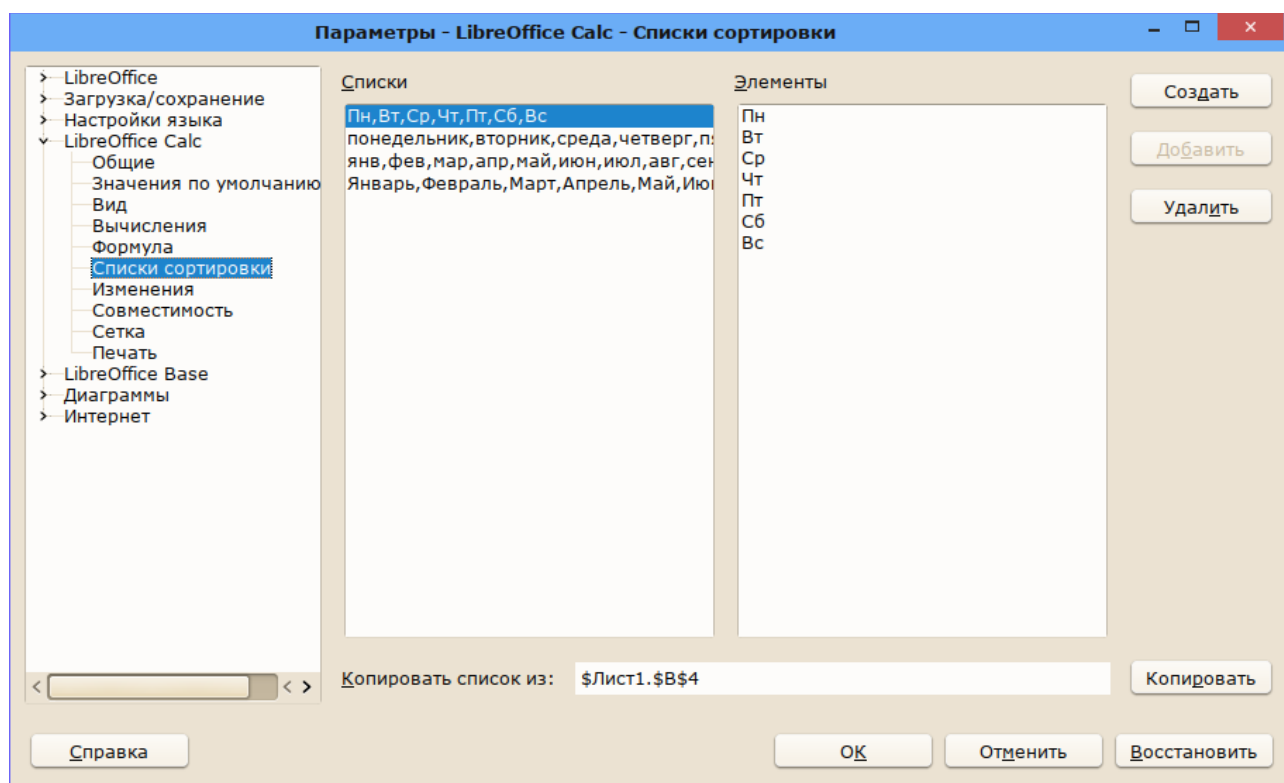 Параметры - LibreOffice Calc - Списки сортировки
LibreOffice
Загрузка/сохранение
Настройки языка
LibreOffice Calc
Общие
Значения по умолчанию
Вид
Вычисления
Формула
Списки сортировки
Изменения
Совместимость
Сетка
Печать
LibreOffice Base
Диаграммы
Интернет
Списки
Пн,Вт,Ср,Чт,Пт,Сб,Вс
понедельник,вторник,среда,четверг,п
янв,фев,мар,апр,май,июн,июл,авг,сен
Январь,Февраль,Март,Апрель,Май,Ию
Элементы
Пн
Вт
Ср
Чт
Пт
Сб
Вс
Создать
Добавить
Удалить
Копировать список из: $Лист1.$B$4
Копировать
Справка
ОК
Отменить
Восстановить